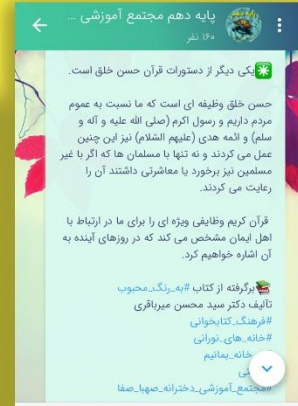 پایه دهم مجتمع آموزشی ...
۱۶۰ نفر
یکی دیگر از دستورات قرآن حسن خلق است.
حسن خلق وظیفه ای است که ما نسبت به عموم
مردم داریم و رسول اکرم (صلی الله علیه و آله و
سلم) و ائمه هدی (علیهم السّلام) نیز این چنین
عمل می کردند و نه تنها با مسلمان ها که اگر با غیر
مسلمین نیز برخورد یا معاشرتی داشتند آن را
رعایت می کردند.
قرآن کریم وظایفی ویژه ای را برای ما در ارتباط با
اهل ایمان مشخص می کند که در روزهای آینده به
آن اشاره خواهیم کرد.
برگرفته از کتاب #به_رنگ_محبوب
تألیف دکتر سید محسن میرباقری
#فرهنگ_کتابخوانی
#خانه_های_نورانی
خانه_بمانیم
#مجتمع_آموزشی_دخترانه_صهبا_صفا